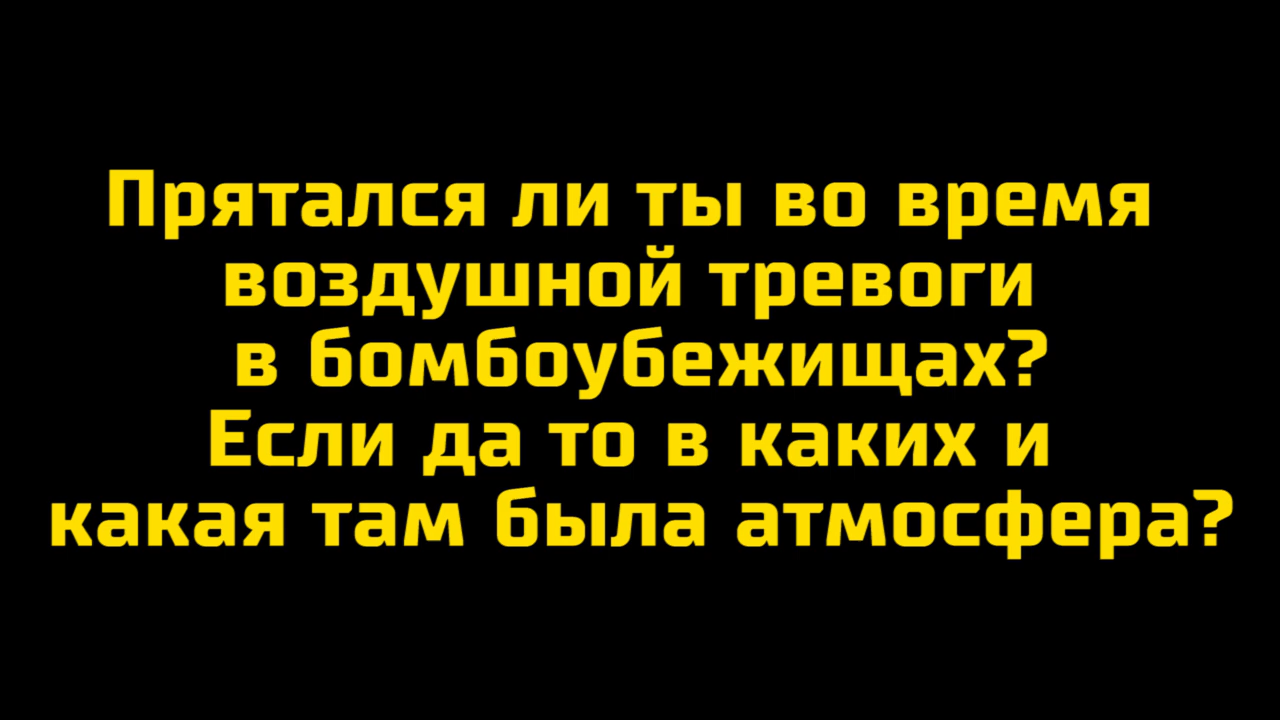 Прятался ли ты во время
воздушной тревоги
в бомбоубежищах?
Если да то в каких и
какая там была атмосфера?